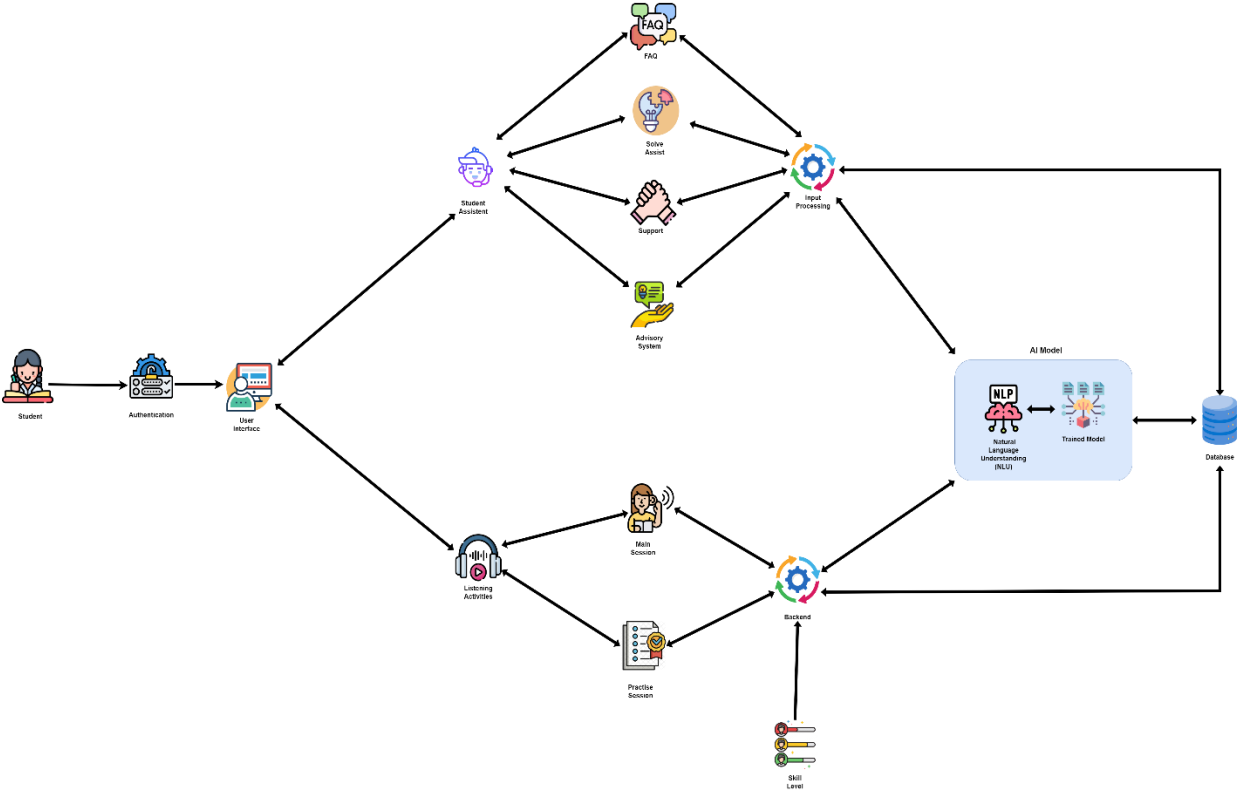 FAQ
FAQ
Solve
Assist
Student
Assistent
Input
Processing
Support
Advisory
System
AI Model
Student
Authentication
User
Interface
NLP
Natural
Language
Understanding
(NLU)
Trained Model
Database
Main
Session
Listening
Activities
Backend
Practise
Session
Skill
Level